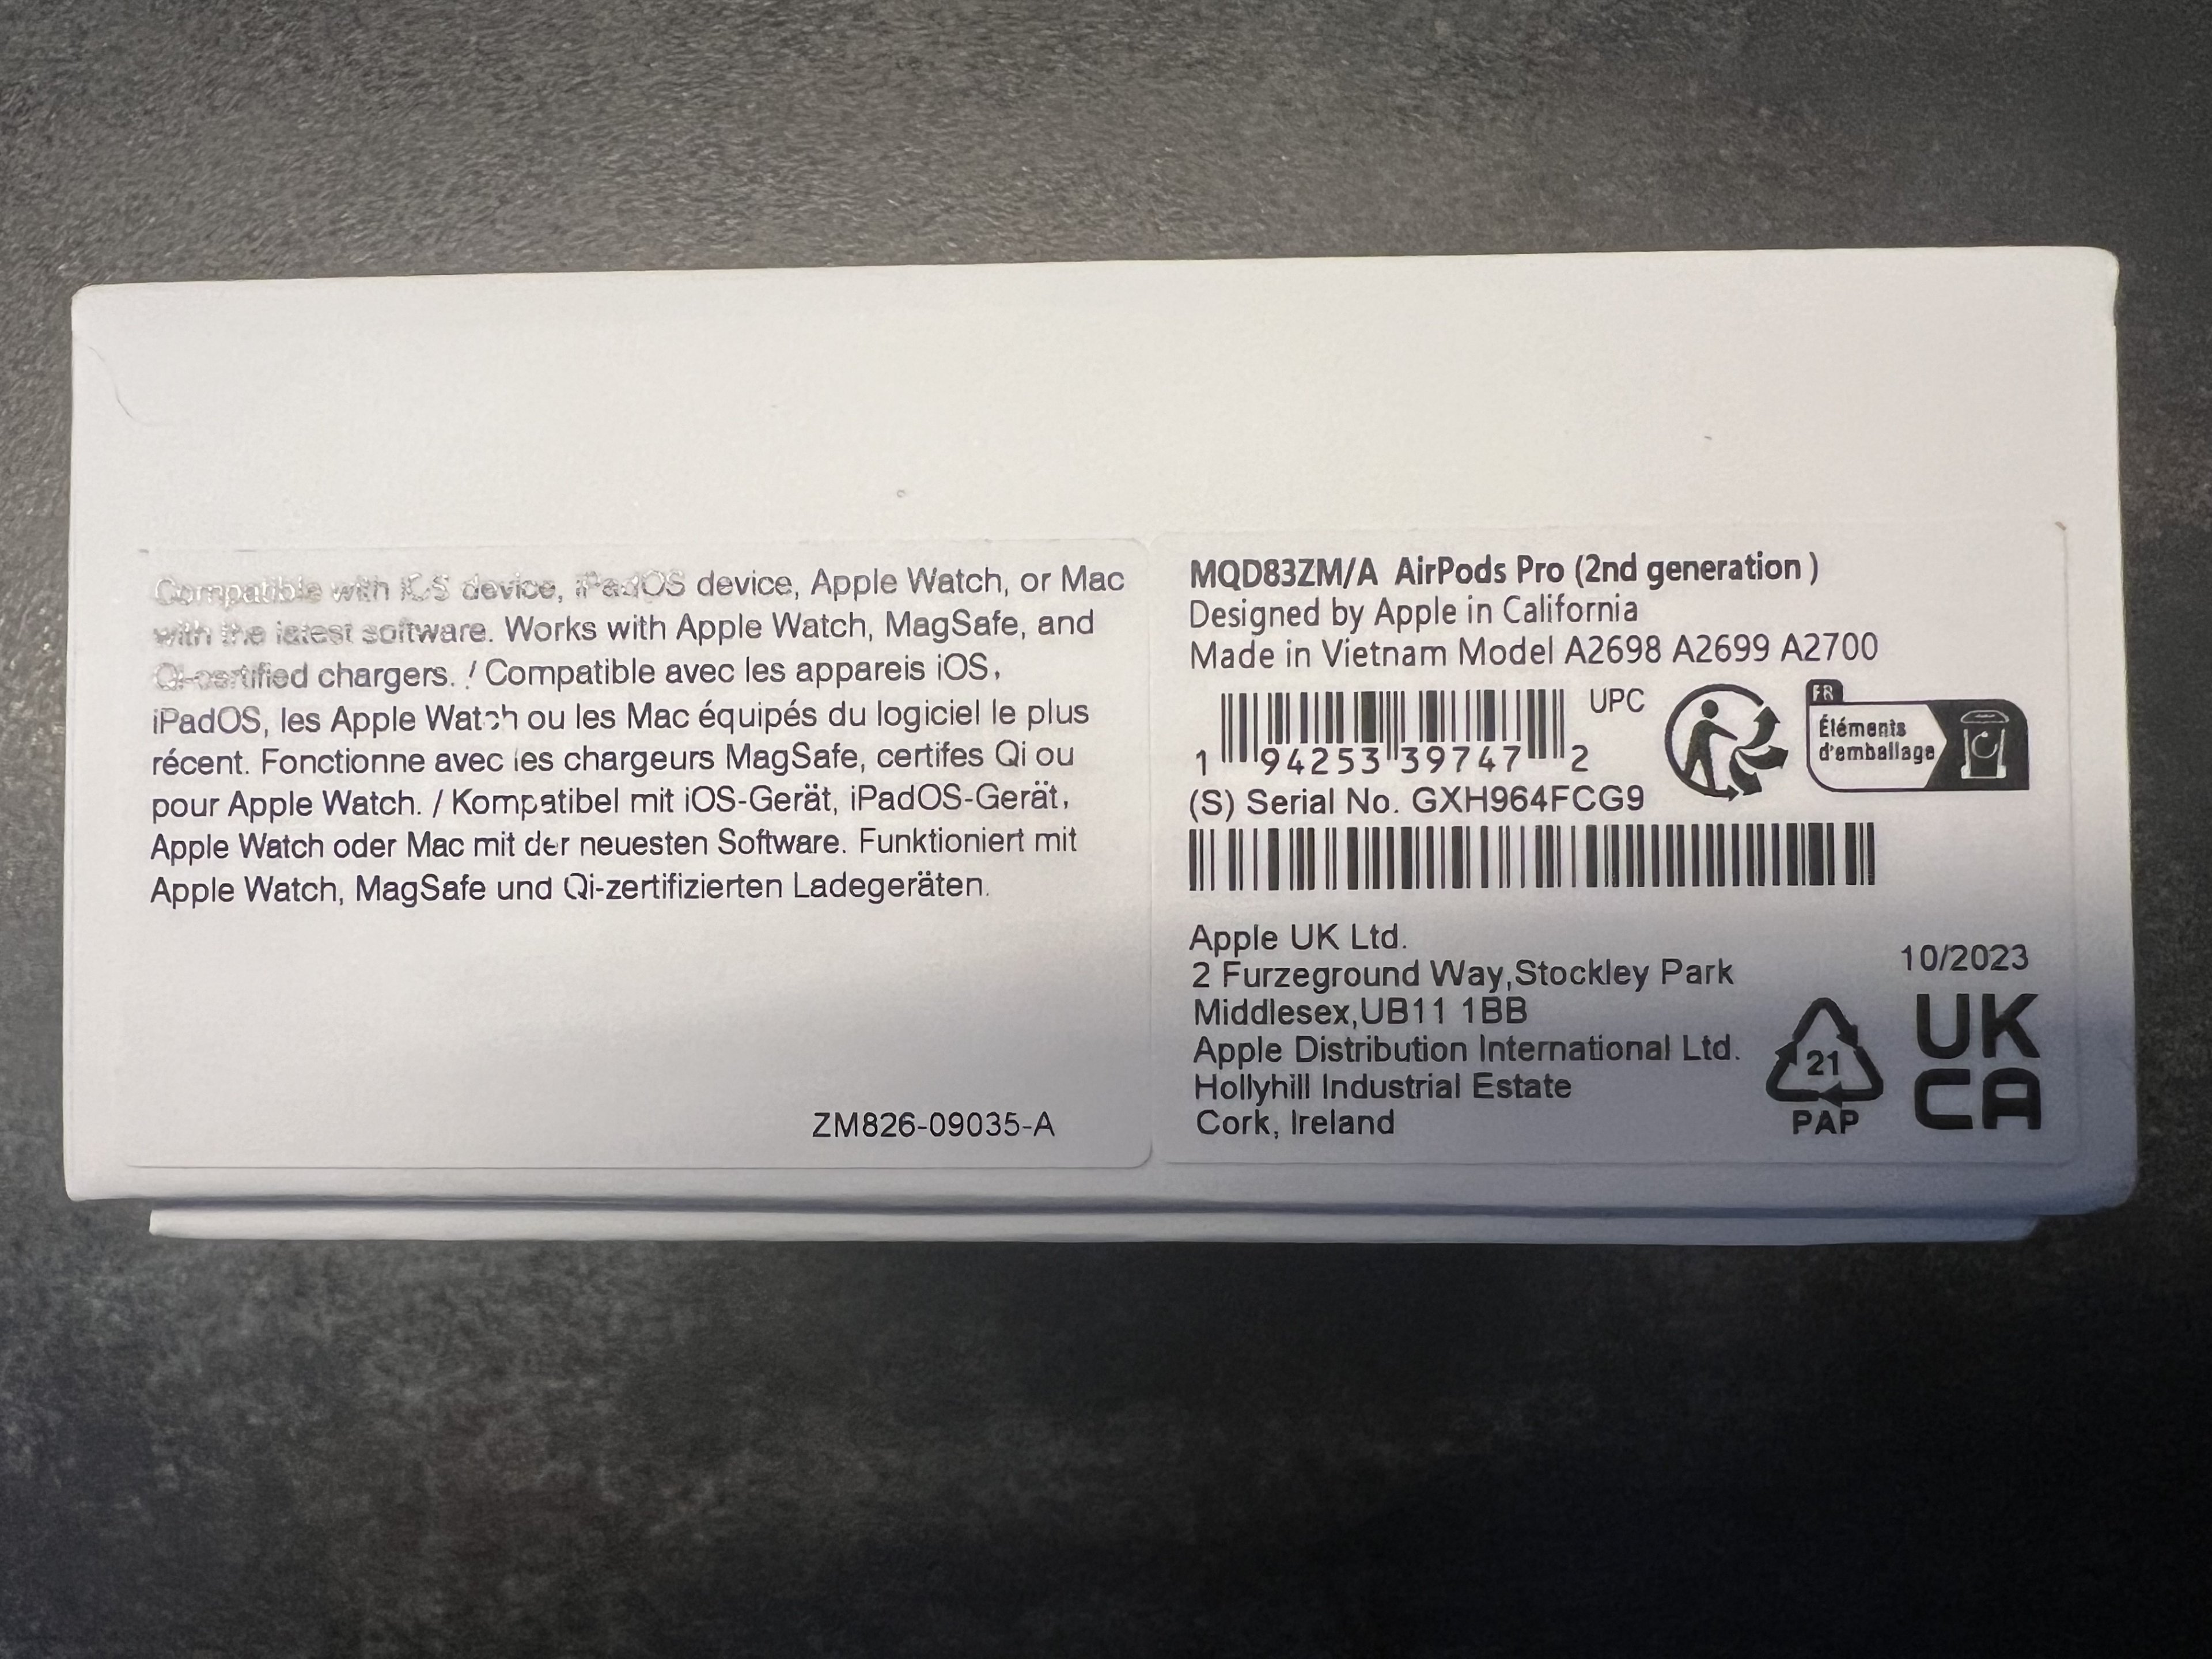 Compatible with iOS device, iPadOS device, Apple Watch, or Mac
with the latest software. Works with Apple Watch, MagSafe, and
Qi-certified chargers. / Compatible avec les appareis iOS,
iPadOS, les Apple Watch ou les Mac équipés du logiciel le plus
récent. Fonctionne avec les chargeurs MagSafe, certifes Qi ou
pour Apple Watch. / Kompatibel mit iOS-Gerät, iPadOS-Gerät,
Apple Watch oder Mac mit der neuesten Software. Funktioniert mit
Apple Watch, MagSafe und Qi-zertifizierten Ladegeräten.
ZM826-09035-A
MQD83ZM/A AirPods Pro (2nd generation )
Designed by Apple in California
Made in Vietnam Model A2698 A2699 A2700
UPC
1 94253 39747 2
FR
Éléments
d'emballage
(S) Serial No. GXH964FCG9
Apple UK Ltd.
2 Furzeground Way,Stockley Park
Middlesex,UB11 1BB
Apple Distribution International Ltd.
Hollyhill Industrial Estate
Cork, Ireland
10/2023
21
PAP
UK
CA